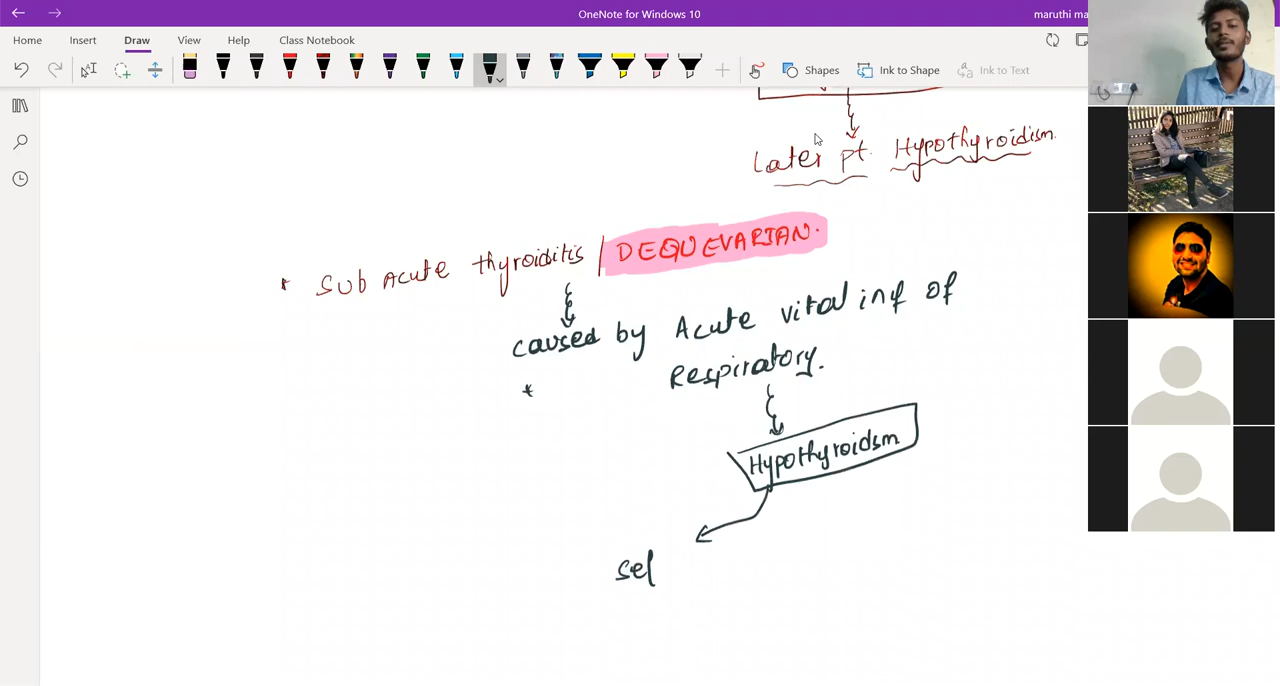 OneNote for Windows 10
maruthi ma
Home Insert Draw View Help Class Notebook
Shapes Ink to Shape Ink to Text
Later pt. Hypothyroidism.
* Sub Acute thyroiditis / DEQUEVARIAN.
caused by Acute vital inf of
Respiratory.
*
Hypothyroidsm
sel